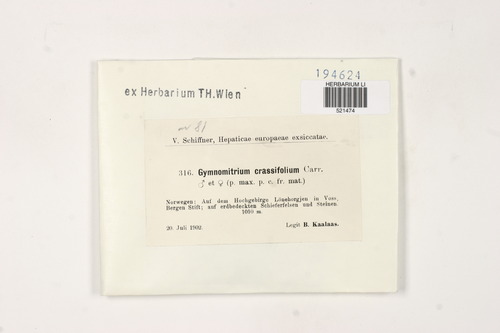 194624
ex Herbarium TH.Wien
HERBARIUM LI
521474
V. Schiffner, Hepaticae europaeae exsiccatae.
316. Gymnomitrium crassifolium Carr.
♂ et ♀ (p. max. p. c. fr. mat.)
Norwegen: Auf dem Hochgebirge Lönehorgjen in Voss,
Bergen Stift; auf erdbedeckten Schieferfelsen und Steinen
1010 m.
20. Juli 1902.
Legit B. Kaalaas.